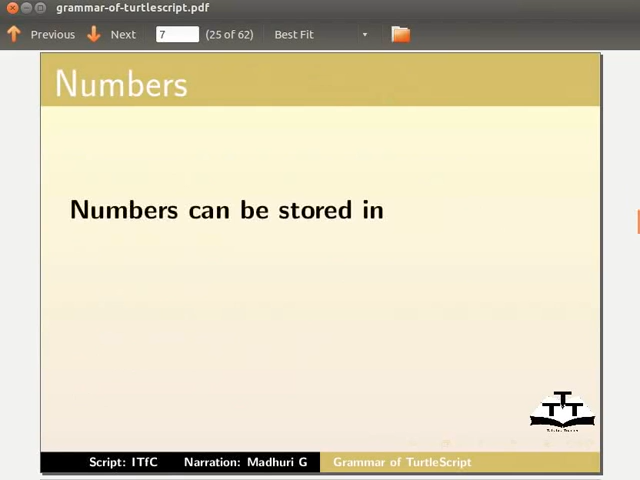 grammar-of-turtlescript.pdf
Previous Next 7 (25 of 62) Best Fit
Numbers
Numbers can be stored in
TTT
Script: ITfC Narration: Madhuri G Grammar of TurtleScript